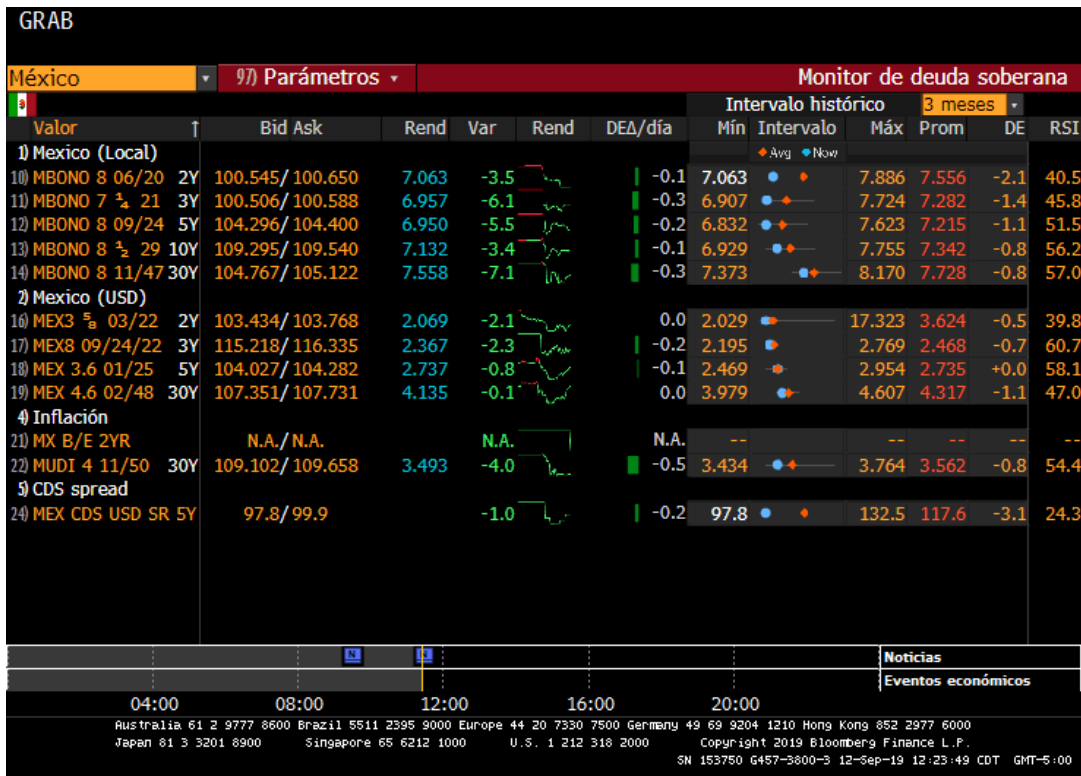 GRAB
México 97) Parámetros Monitor de deuda soberana
Intervalo histórico 3 meses
Valor ↑ Bid Ask Rend Var Rend DEΔ/día Mín Intervalo Máx Prom DE RSI
1) Mexico (Local) ◆Avg ●Now
10) MBONO 8 06/20 2Y 100.545/100.650 7.063 -3.5 -0.1 7.063 7.886 7.556 -2.1 40.5
11) MBONO 7 ¼ 21 3Y 100.506/100.588 6.957 -6.1 -0.3 6.907 7.724 7.282 -1.4 45.8
12) MBONO 8 09/24 5Y 104.296/104.400 6.950 -5.5 -0.2 6.832 7.623 7.215 -1.1 51.5
13) MBONO 8 ½ 29 10Y 109.295/109.540 7.132 -3.4 -0.1 6.929 7.755 7.342 -0.8 56.2
14) MBONO 8 11/47 30Y 104.767/105.122 7.558 -7.1 -0.3 7.373 8.170 7.728 -0.8 57.0
2) Mexico (USD)
16) MEX3 ⅝ 03/22 2Y 103.434/103.768 2.069 -2.1 0.0 2.029 17.323 3.624 -0.5 39.8
17) MEX8 09/24/22 3Y 115.218/116.335 2.367 -2.3 -0.2 2.195 2.769 2.468 -0.7 60.7
18) MEX 3.6 01/25 5Y 104.027/104.282 2.737 -0.8 -0.1 2.469 2.954 2.735 +0.0 58.1
19) MEX 4.6 02/48 30Y 107.351/107.731 4.135 -0.1 0.0 3.979 4.607 4.317 -1.1 47.0
4) Inflación
21) MX B/E 2YR N.A./N.A. N.A. N.A. -- -- -- -- --
22) MUDI 4 11/50 30Y 109.102/109.658 3.493 -4.0 -0.5 3.434 3.764 3.562 -0.8 54.4
5) CDS spread
24) MEX CDS USD SR 5Y 97.8/99.9 -1.0 -0.2 97.8 132.5 117.6 -3.1 24.3
N N Noticias
Eventos económicos
04:00 08:00 12:00 16:00 20:00
Australia 61 2 9777 8600 Brazil 5511 2395 9000 Europe 44 20 7330 7500 Germany 49 69 9204 1210 Hong Kong 852 2977 6000
Japan 81 3 3201 8900 Singapore 65 6212 1000 U.S. 1 212 318 2000 Copyright 2019 Bloomberg Finance L.P.
SN 153750 G457-3800-3 12-Sep-19 12:23:49 CDT GMT-5:00